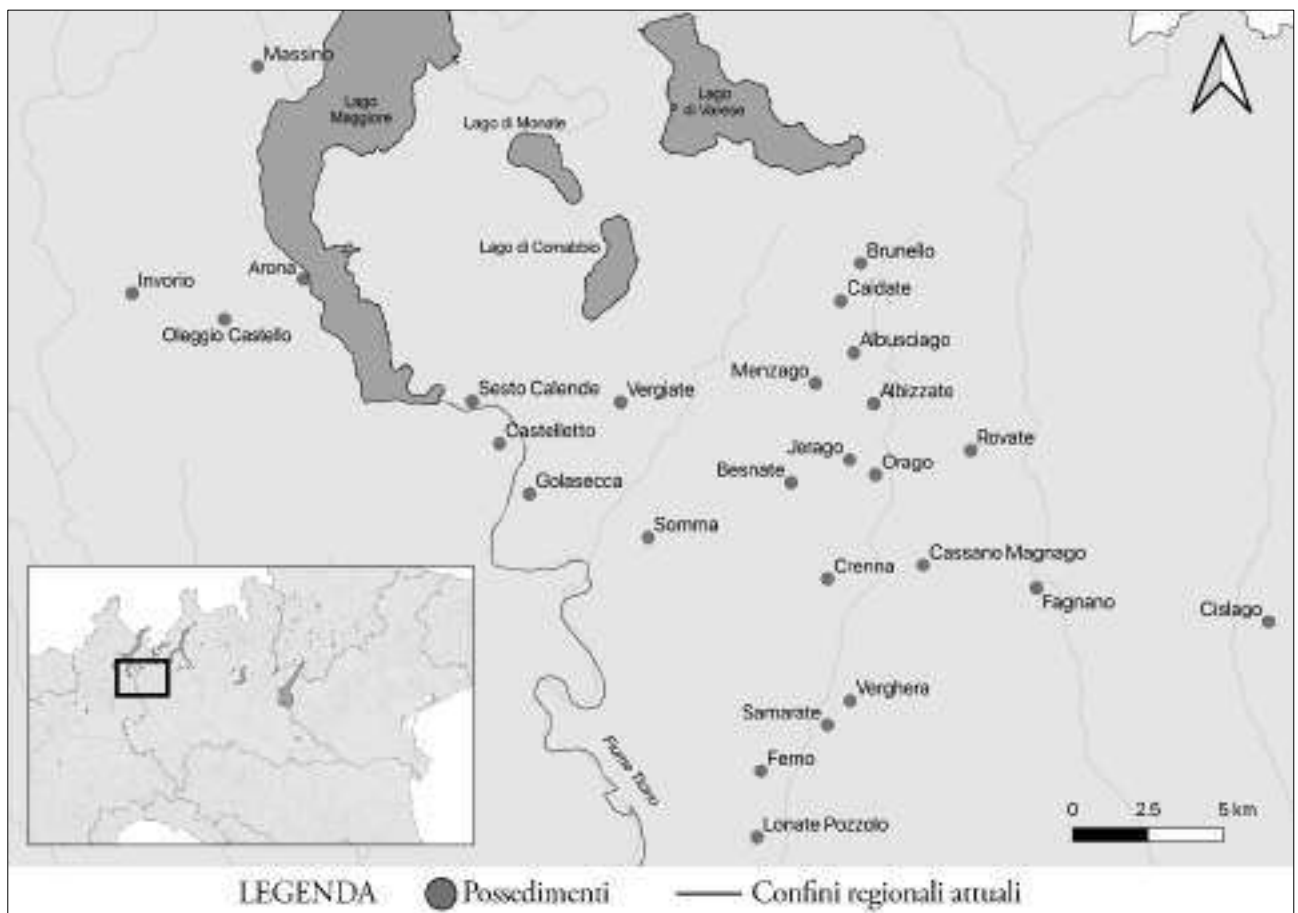 Massino
Lago
Maggiore
Lago di Monate
Lago
P. di Varese
Lago di Comabbio
Brunello
Caidate
Arona
Invorio
Oleggio Castello
Albusciago
Menzago
Albizzate
Sesto Calende
Vergiate
Castelletto
Rovate
Jerago
Orago
Besnate
Golasecca
Somma
Cassano Magnago
Crenna
Fagnano
Cislago
Verghera
Samarate
Ferno
Fiume Ticino
Lonate Pozzolo
0 2.5 5 km
LEGENDA Possedimenti Confini regionali attuali